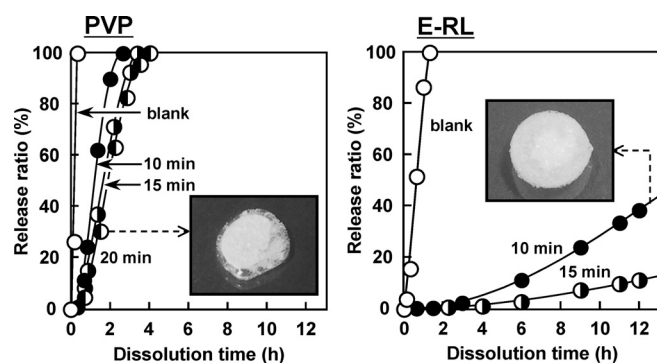 PVP
Release ratio (%)
100
80
60
40
20
0
blank
10 min
15 min
20 min
0 2 4 6 8 10 12
Dissolution time (h)
E-RL
Release ratio (%)
100
80
60
40
20
0
blank
10 min
15 min
0 2 4 6 8 10 12
Dissolution time (h)